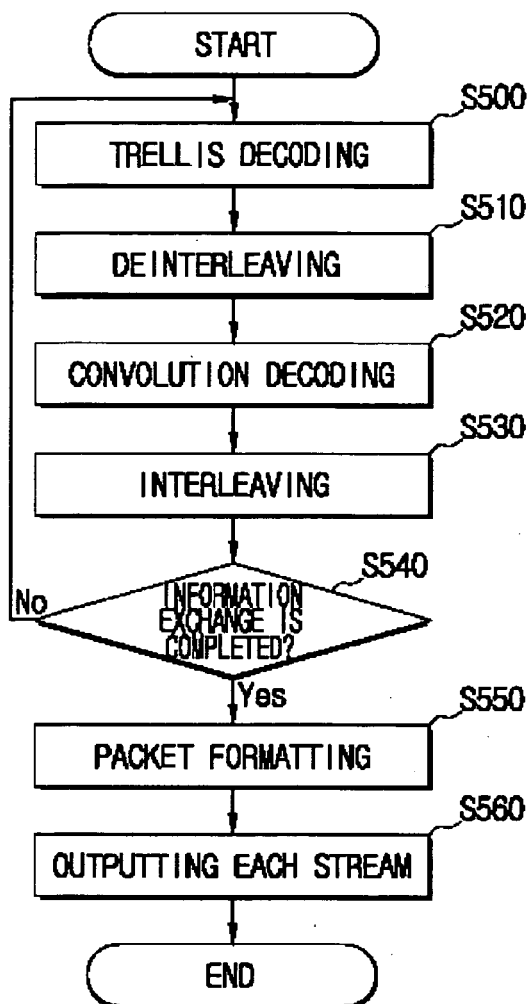 START
S500
TRELLIS DECODING
S510
DEINTERLEAVING
S520
CONVOLUTION DECODING
S530
INTERLEAVING
S540
No
INFORMATION
EXCHANGE IS
COMPLETED?
Yes
S550
PACKET FORMATTING
S560
OUTPUTTING EACH STREAM
END